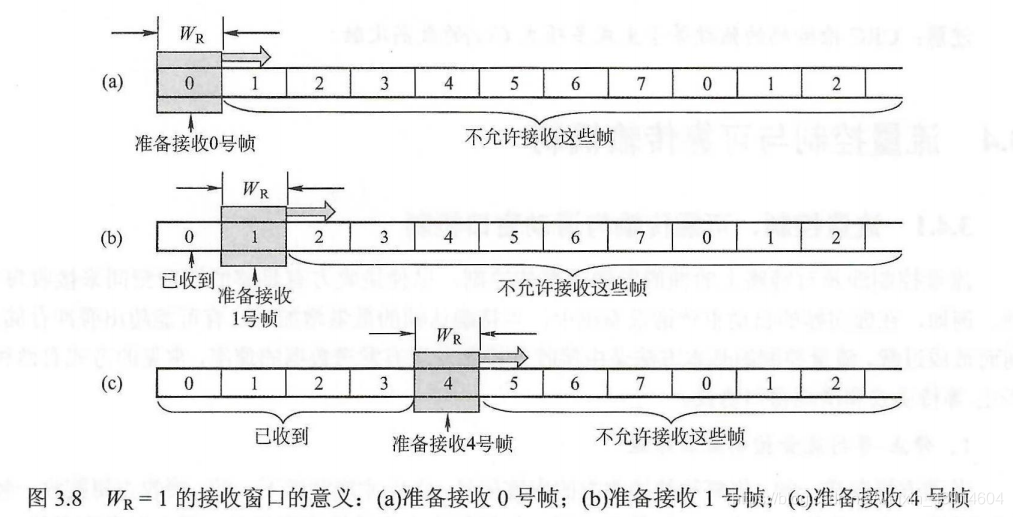 W_R
(a) 0 1 2 3 4 5 6 7 0 1 2
准备接收0号帧 不允许接收这些帧
W_R
(b) 0 1 2 3 4 5 6 7 0 1 2
已收到 准备接收
1号帧
不允许接收这些帧
W_R
(c) 0 1 2 3 4 5 6 7 0 1 2
已收到 准备接收4号帧 不允许接收这些帧
图 3.8 W_R = 1 的接收窗口的意义：(a)准备接收 0 号帧；(b)准备接收 1 号帧；(c)准备接收 4 号帧